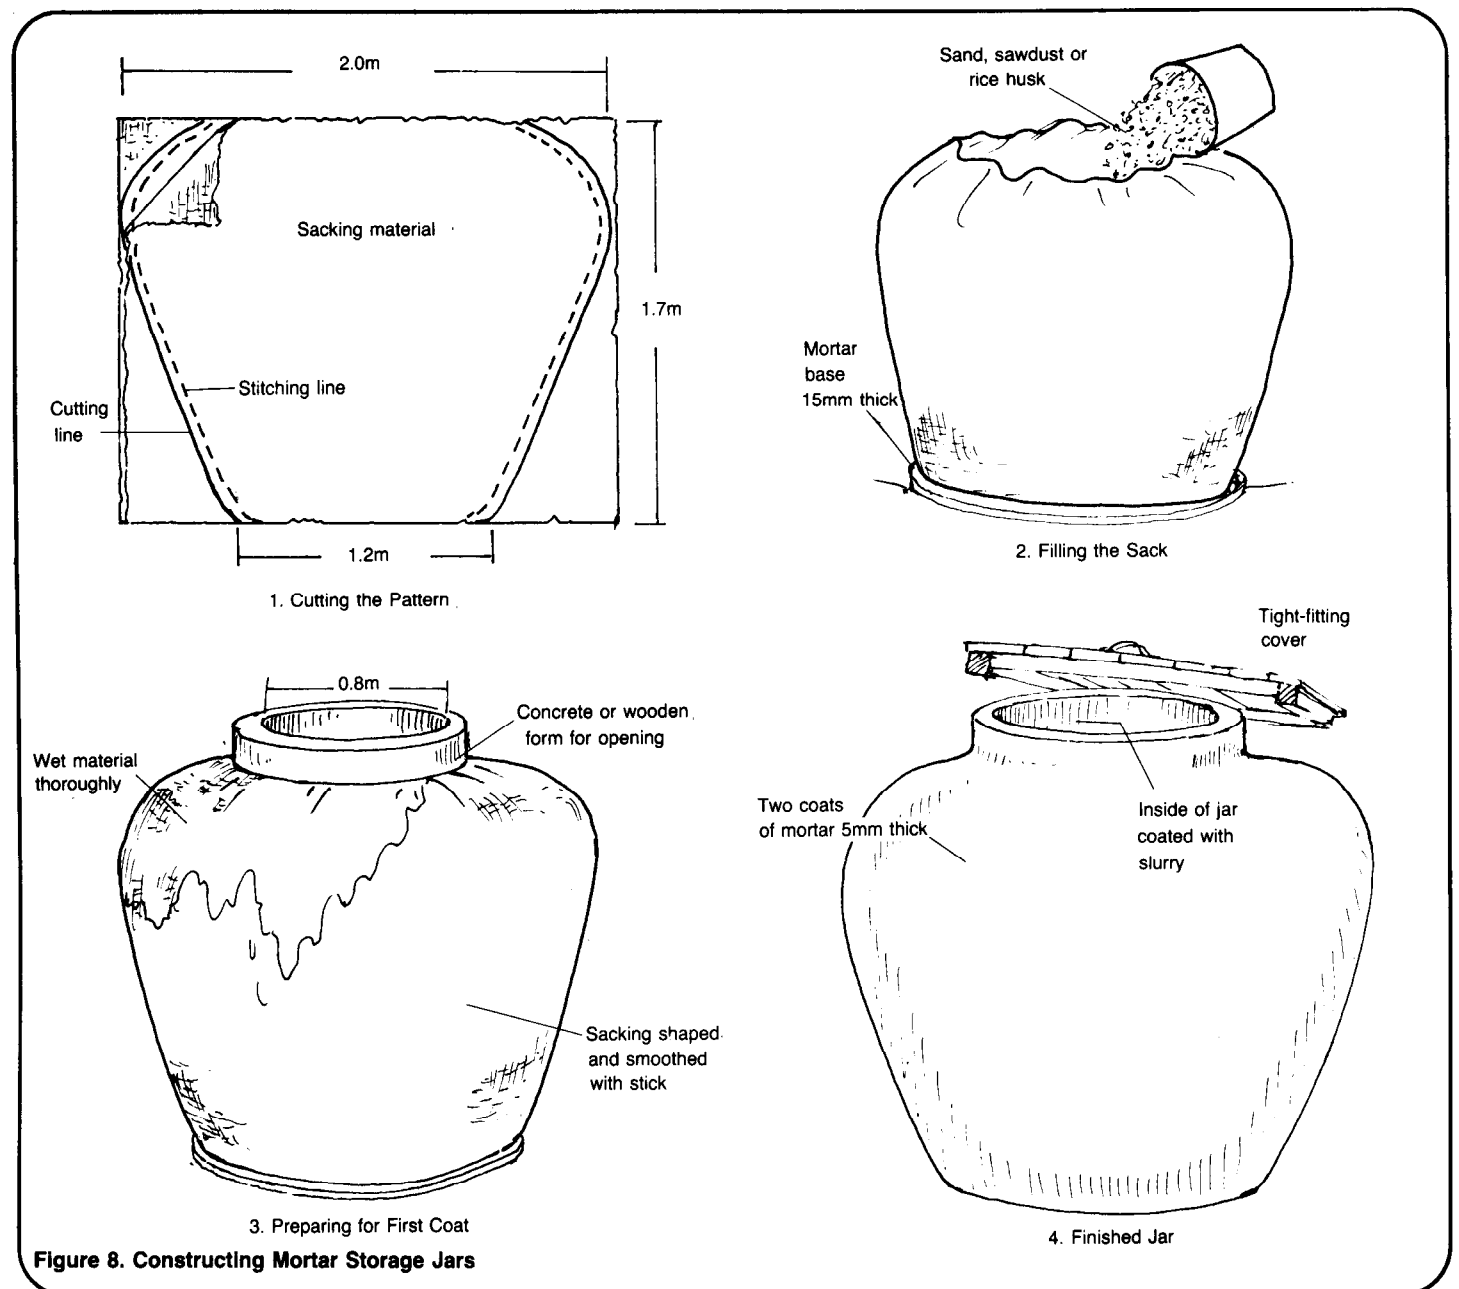 2.0m
Sacking material
1.7m
Stitching line
Cutting
line
1.2m
1. Cutting the Pattern
Sand, sawdust or
rice husk
Mortar
base
15mm thick
2. Filling the Sack
0.8m
Concrete or wooden
form for opening
Wet material
thoroughly
Sacking shaped
and smoothed
with stick
3. Preparing for First Coat
Tight-fitting
cover
Two coats
of mortar 5mm thick
Inside of jar
coated with
slurry
4. Finished Jar
Figure 8. Constructing Mortar Storage Jars